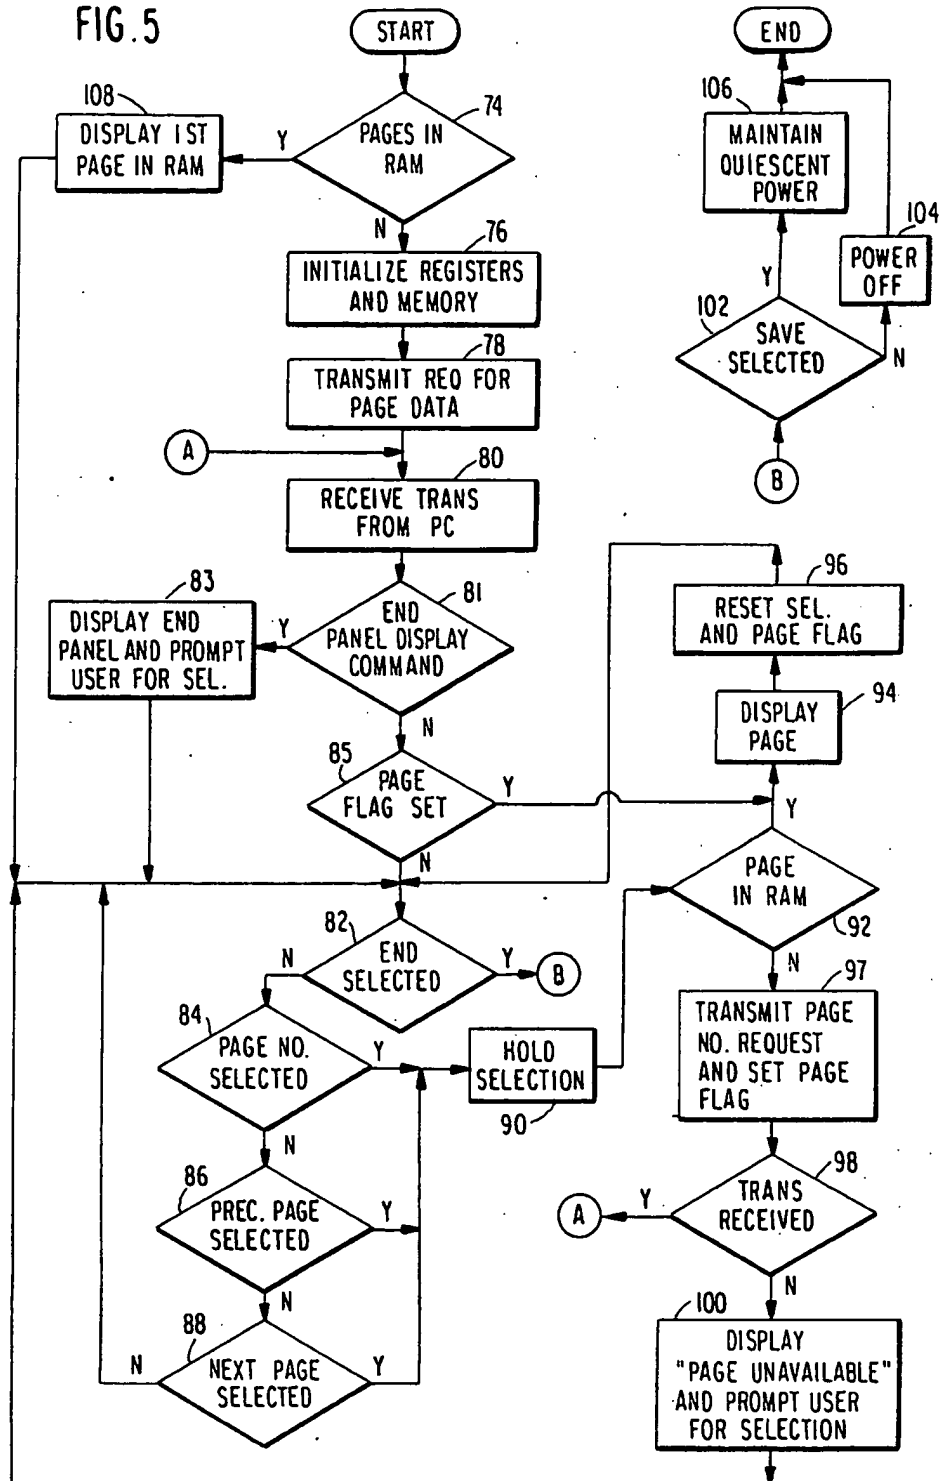 FIG.5
START
74
PAGES IN
RAM
Y
N
108
DISPLAY 1ST
PAGE IN RAM
76
INITIALIZE REGISTERS
AND MEMORY
78
TRANSMIT REQ FOR
PAGE DATA
A
80
RECEIVE TRANS
FROM PC
81
END
PANEL DISPLAY
COMMAND
Y
N
83
DISPLAY END
PANEL AND PROMPT
USER FOR SEL.
85
PAGE
FLAG SET
Y
N
82
END
SELECTED
N
Y
B
84
PAGE NO.
SELECTED
Y
N
86
PREC. PAGE
SELECTED
Y
N
88
NEXT PAGE
SELECTED
N
Y
HOLD
SELECTION
90
END
106
MAINTAIN
QUIESCENT
POWER
104
POWER
OFF
Y
102
SAVE
SELECTED
N
B
96
RESET SEL.
AND PAGE FLAG
94
DISPLAY
PAGE
Y
PAGE
IN RAM
92
N
97
TRANSMIT PAGE
NO. REQUEST
AND SET PAGE
FLAG
98
TRANS
RECEIVED
Y
A
N
100
DISPLAY
"PAGE UNAVAILABLE"
AND PROMPT USER
FOR SELECTION